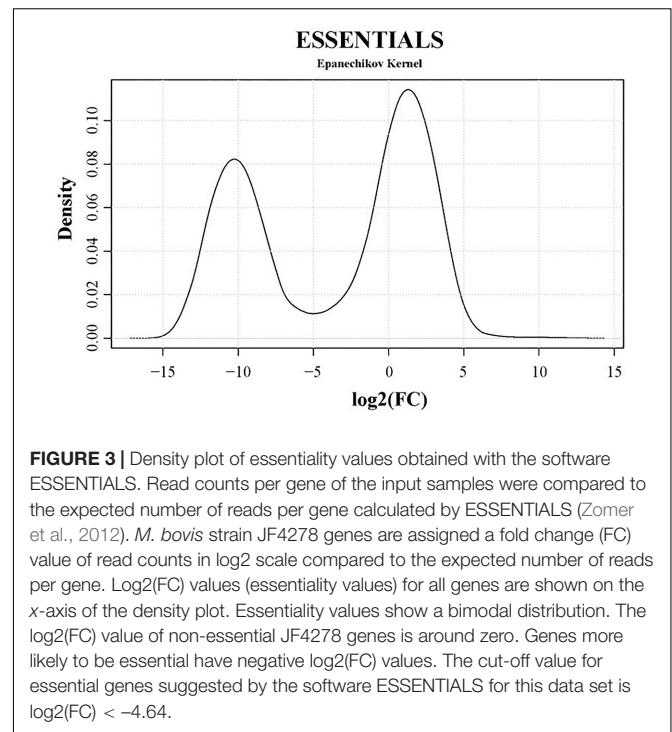 ESSENTIALS
Epanechikov Kernel
Density
0.00 0.02 0.04 0.06 0.08 0.10
−15 −10 −5 0 5 10 15
log2(FC)
FIGURE 3 | Density plot of essentiality values obtained with the software
ESSENTIALS. Read counts per gene of the input samples were compared to
the expected number of reads per gene calculated by ESSENTIALS (Zomer
et al., 2012). M. bovis strain JF4278 genes are assigned a fold change (FC)
value of read counts in log2 scale compared to the expected number of reads
per gene. Log2(FC) values (essentiality values) for all genes are shown on the
x-axis of the density plot. Essentiality values show a bimodal distribution. The
log2(FC) value of non-essential JF4278 genes is around zero. Genes more
likely to be essential have negative log2(FC) values. The cut-off value for
essential genes suggested by the software ESSENTIALS for this data set is
log2(FC) < −4.64.